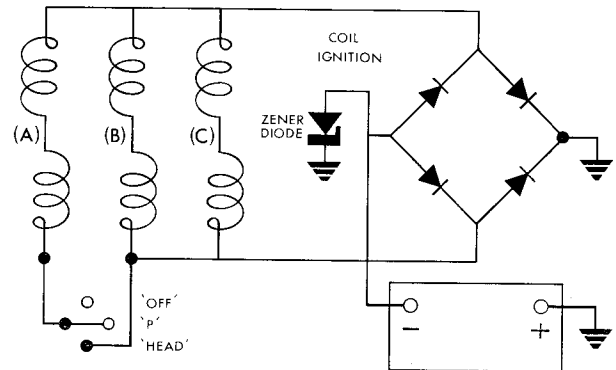 COIL
IGNITION
ZENER
DIODE
(A)
(B)
(C)
'OFF'
'P'
'HEAD'
−
+